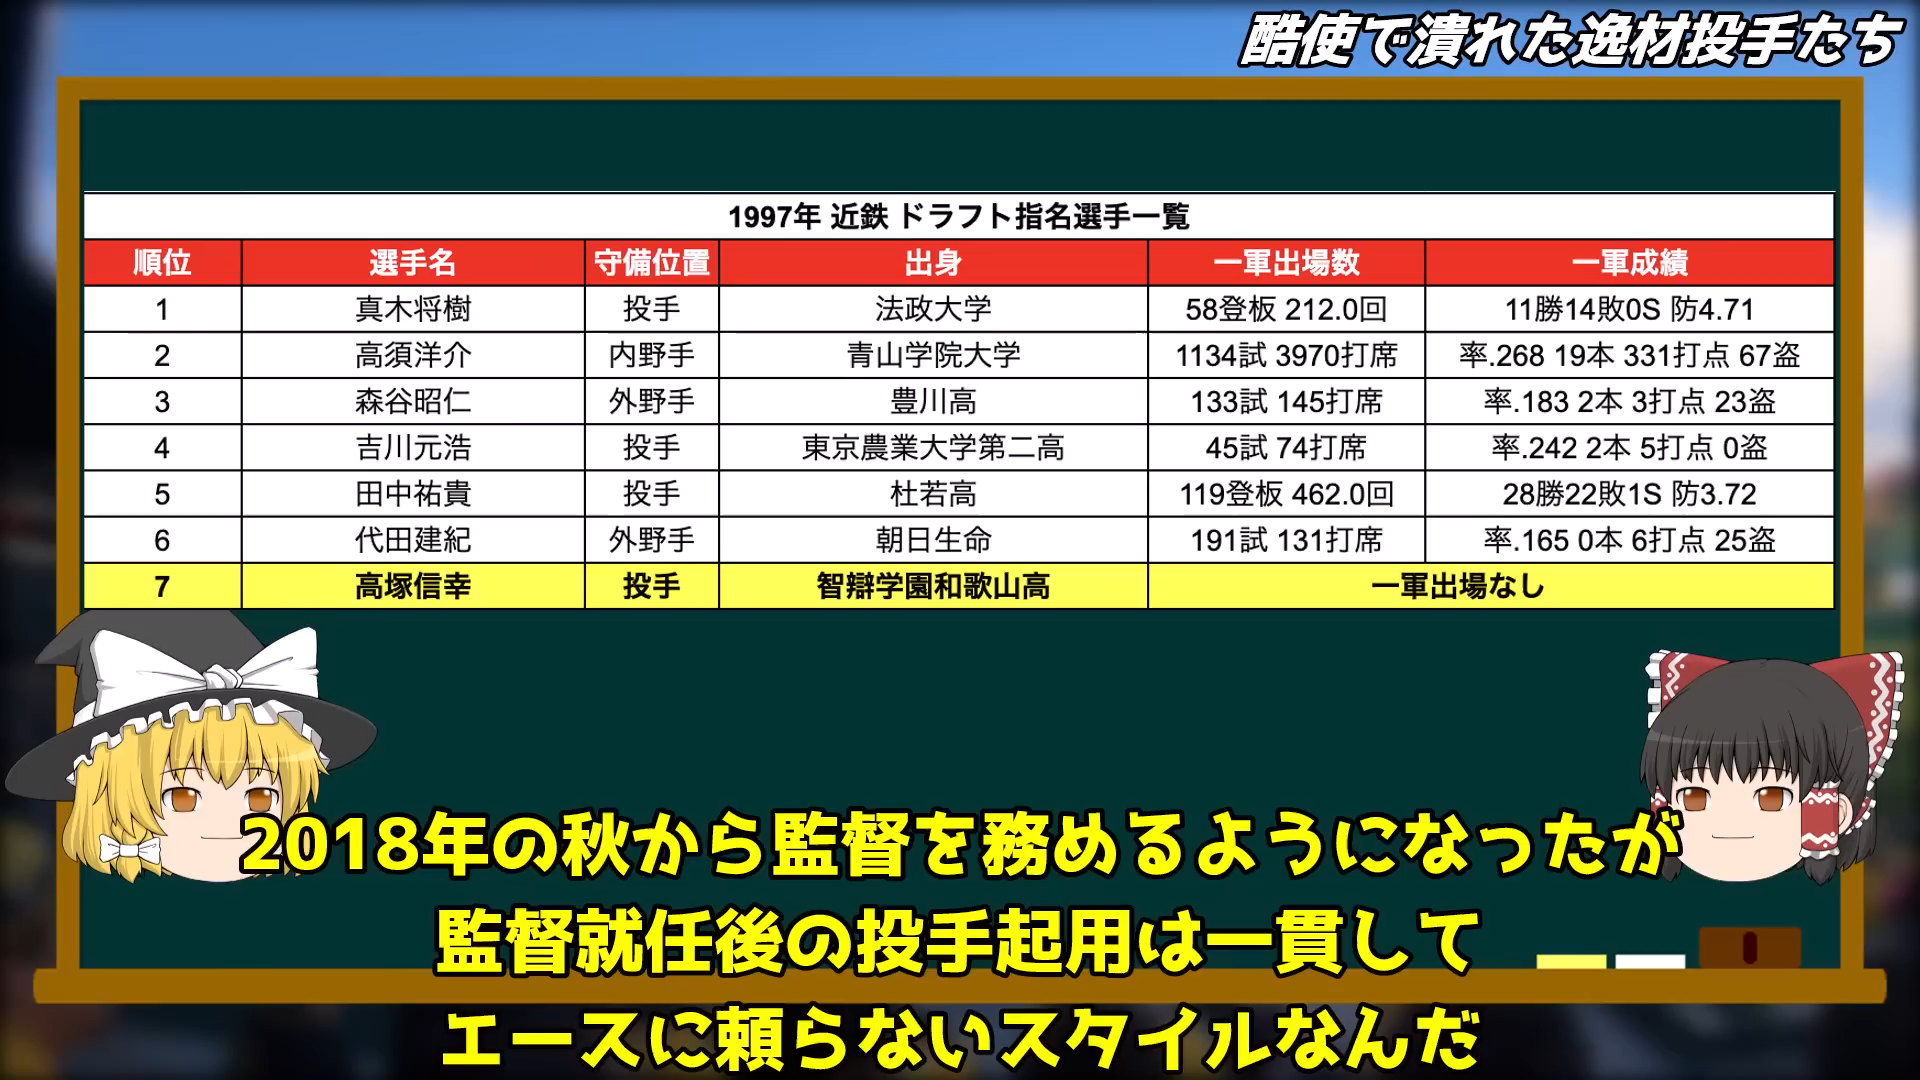 酷使で潰れた逸材投手たち
1997年 近鉄 ドラフト指名選手一覧
順位 選手名 守備位置 出身 一軍出場数 一軍成績
1 真木将樹 投手 法政大学 58登板 212.0回 11勝14敗0S 防4.71
2 高須洋介 内野手 青山学院大学 1134試 3970打席 率.268 19本 331打点 67盗
3 森谷昭仁 外野手 豊川高 133試 145打席 率.183 2本 3打点 23盗
4 吉川元浩 投手 東京農業大学第二高 45試 74打席 率.242 2本 5打点 0盗
5 田中祐貴 投手 杜若高 119登板 462.0回 28勝22敗1S 防3.72
6 代田建紀 外野手 朝日生命 191試 131打席 率.165 0本 6打点 25盗
7 高塚信幸 投手 智辯学園和歌山高 一軍出場なし
2018年の秋から監督を務めるようになったが
監督就任後の投手起用は一貫して
エースに頼らないスタイルなんだ